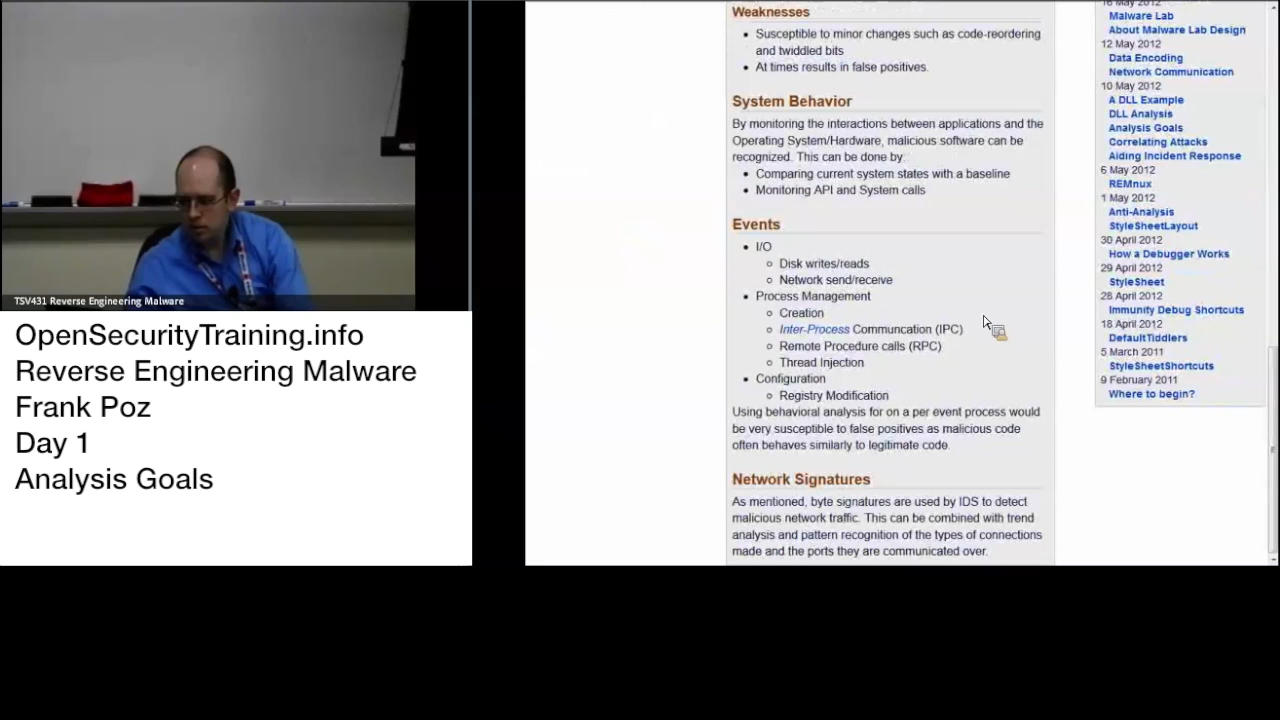 TSV431 Reverse Engineering Malware
OpenSecurityTraining.info
Reverse Engineering Malware
Frank Poz
Day 1
Analysis Goals
Weaknesses
Susceptible to minor changes such as code-reordering
and twiddled bits
At times results in false positives.
System Behavior
By monitoring the interactions between applications and the
Operating System/Hardware, malicious software can be
recognized. This can be done by:
Comparing current system states with a baseline
Monitoring API and System calls
Events
I/O
Disk writes/reads
Network send/receive
Process Management
Creation
Inter-Process Communcation (IPC)
Remote Procedure calls (RPC)
Thread Injection
Configuration
Registry Modification
Using behavioral analysis for on a per event process would
be very susceptible to false positives as malicious code
often behaves similarly to legitimate code.
Network Signatures
As mentioned, byte signatures are used by IDS to detect
malicious network traffic. This can be combined with trend
analysis and pattern recognition of the types of connections
made and the ports they are communicated over.
16 May 2012
Malware Lab
About Malware Lab Design
12 May 2012
Data Encoding
Network Communication
10 May 2012
A DLL Example
DLL Analysis
Analysis Goals
Correlating Attacks
Aiding Incident Response
6 May 2012
REMnux
1 May 2012
Anti-Analysis
StyleSheetLayout
30 April 2012
How a Debugger Works
29 April 2012
StyleSheet
28 April 2012
Immunity Debug Shortcuts
18 April 2012
DefaultTiddlers
5 March 2011
StyleSheetShortcuts
9 February 2011
Where to begin?